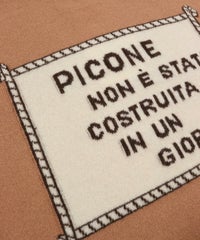 PICONE
NON È STAT
COSTRUITA
IN UN
GIOR